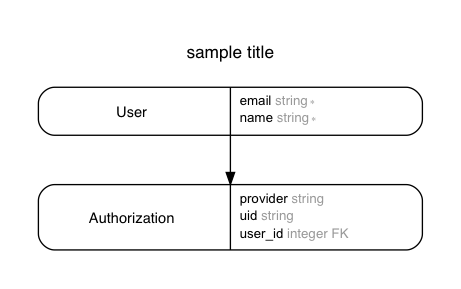 sample title
User
email string *
name string *
Authorization
provider string
uid string
user_id integer FK